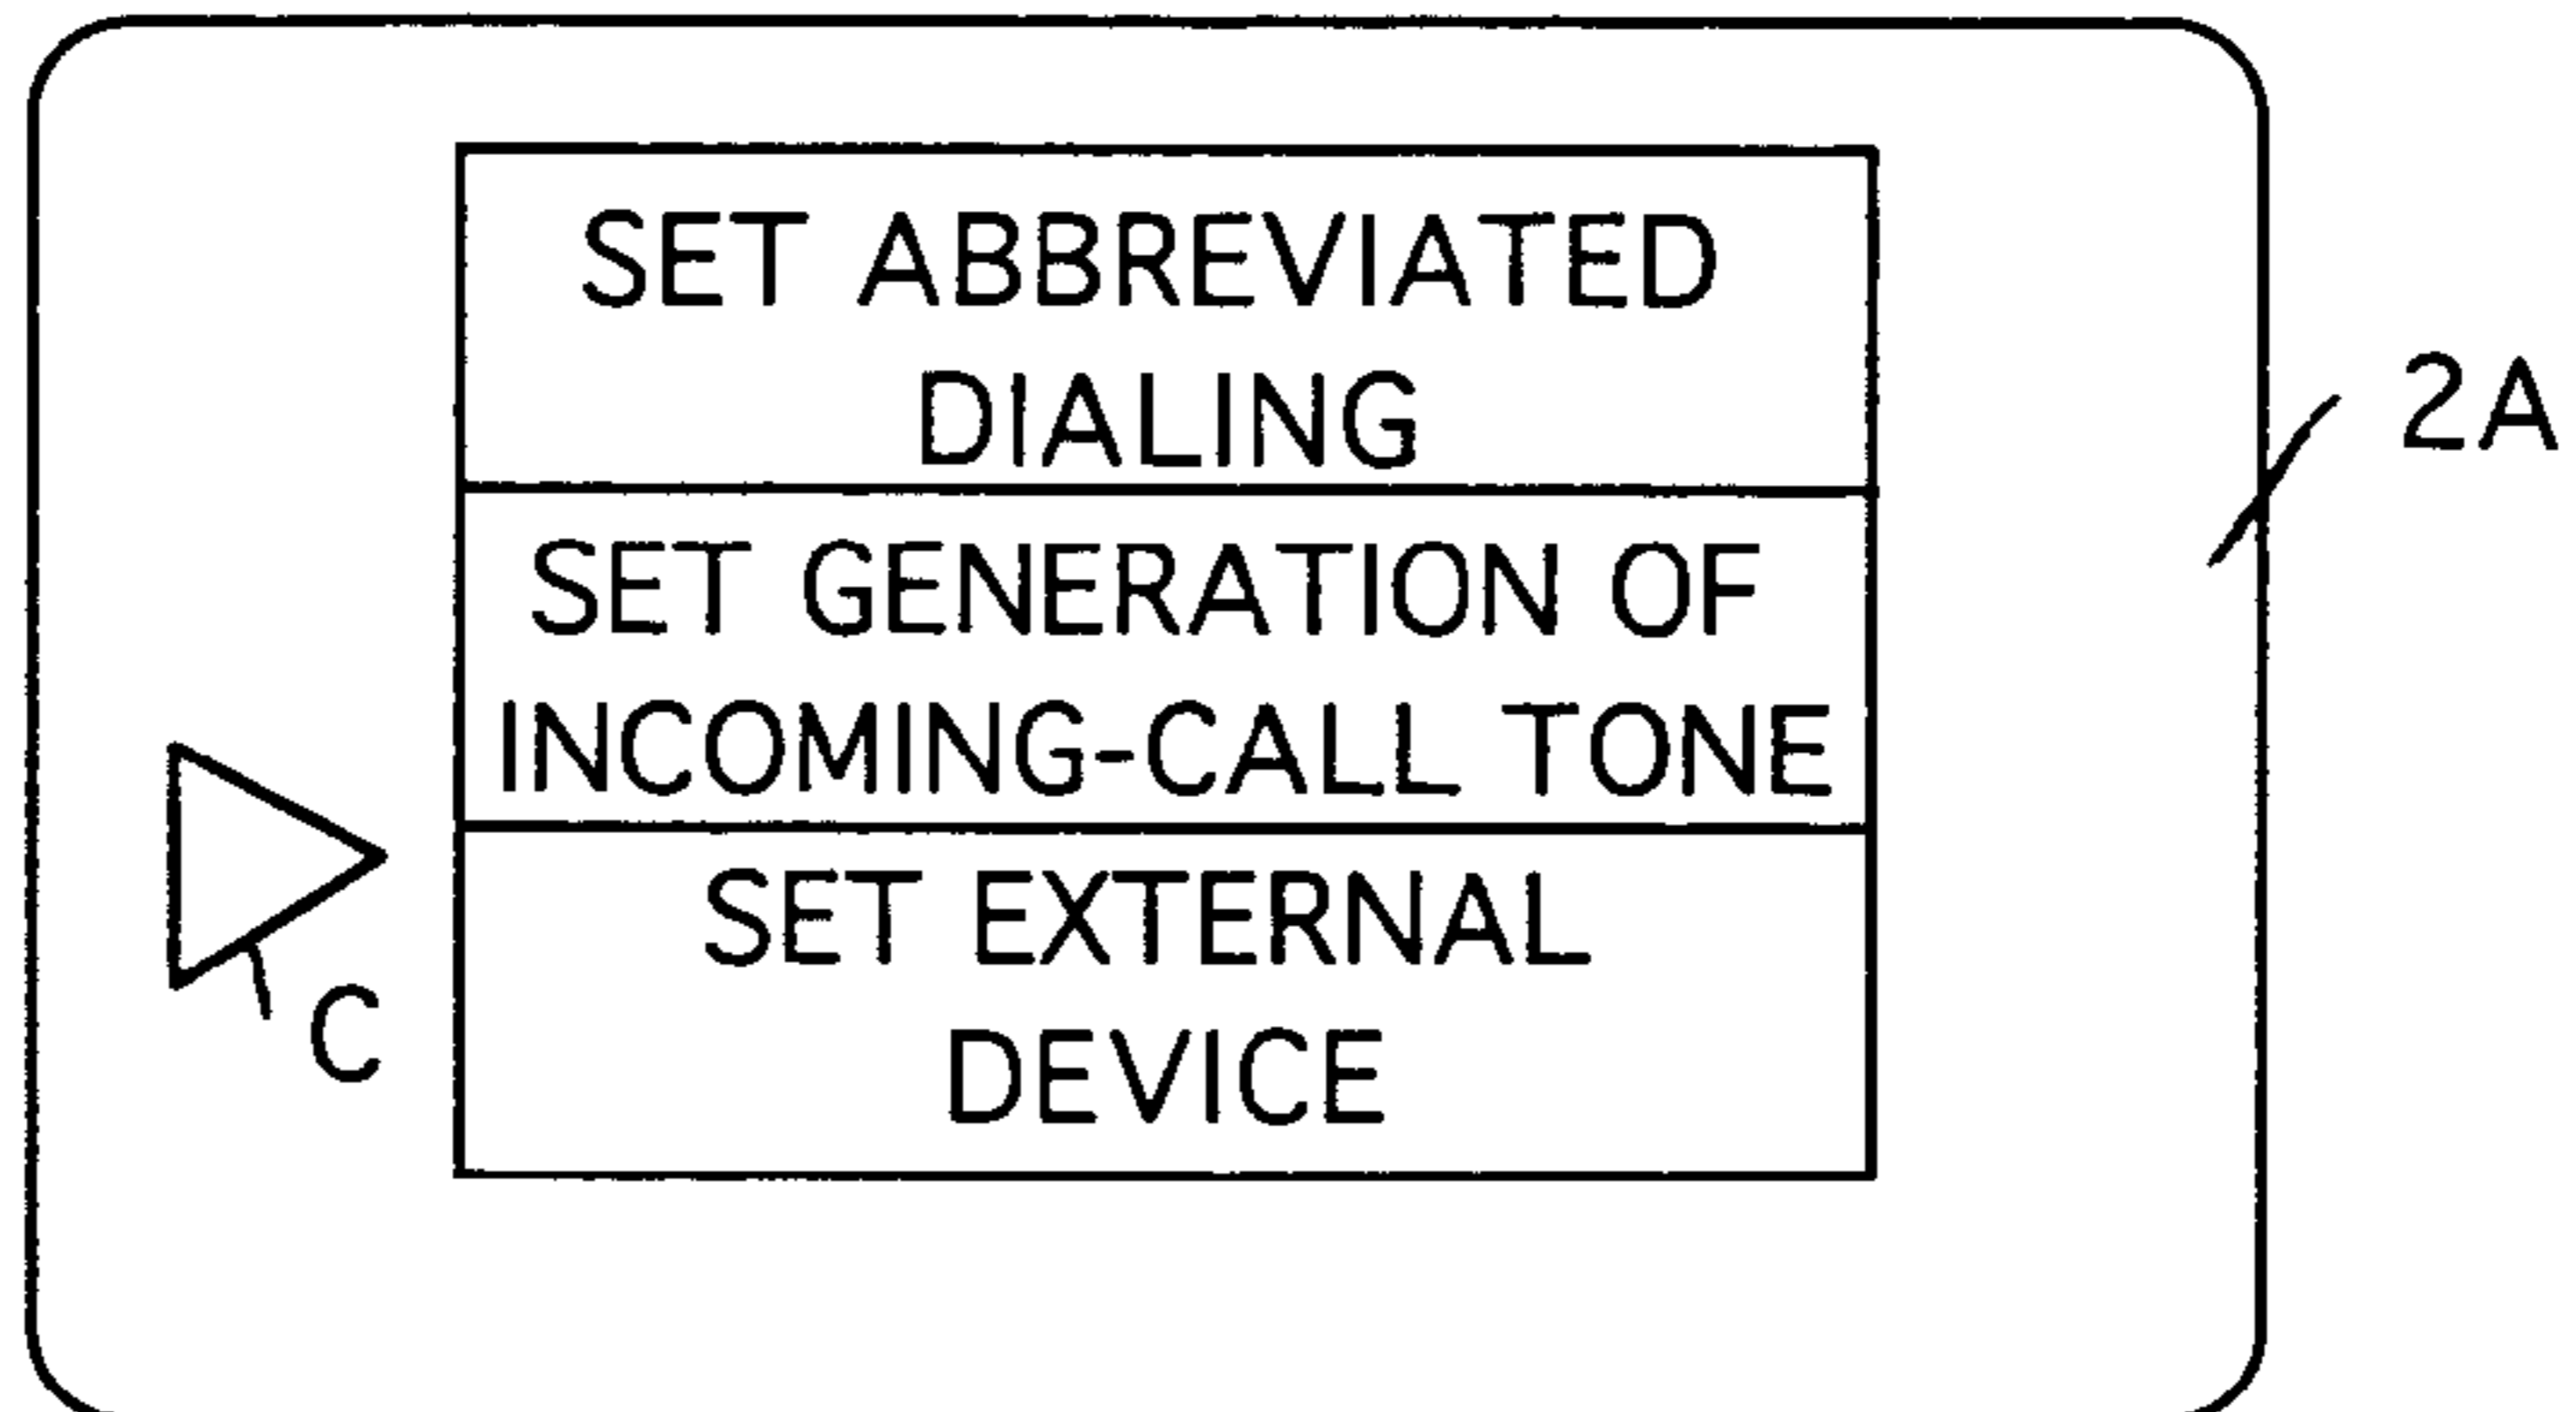 SET ABBREVIATED
DIALING
2A
SET GENERATION OF
INCOMING-CALL TONE
SET EXTERNAL
DEVICE
C